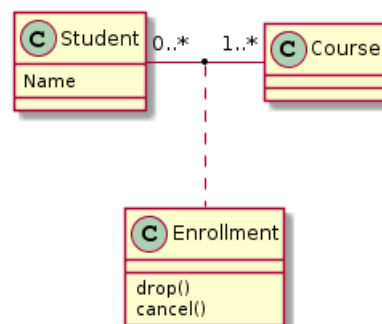 C Student
0..*
1..*
C Course
Name
C Enrollment
drop()
cancel()